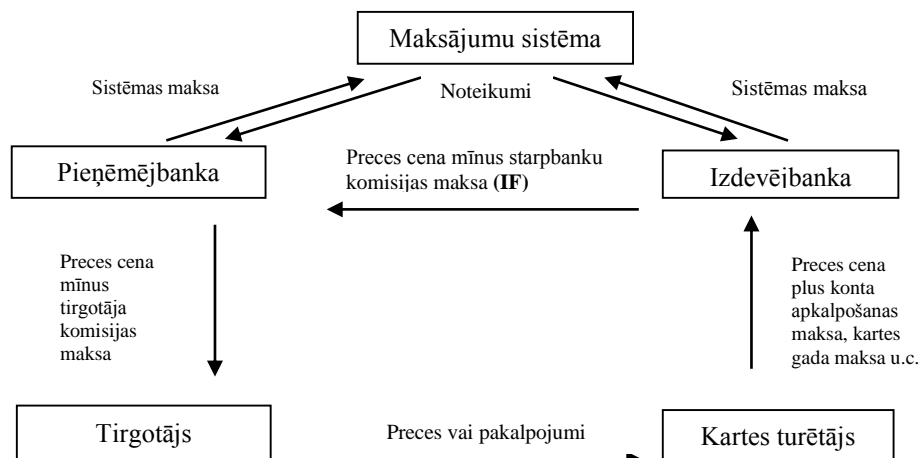 Maksājumu sistēma
Sistēmas maksa
Noteikumi
Sistēmas maksa
Pieņēmējbanka
Preces cena mīnus starpbanku
komisijas maksa (IF)
Izdevējbanka
Preces cena
mīnus
tirgotāja
komisijas
maksa
Preces cena
plus konta
apkalpošanas
maksa, kartes
gada maksa u.c.
Tirgotājs
Preces vai pakalpojumi
Kartes turētājs